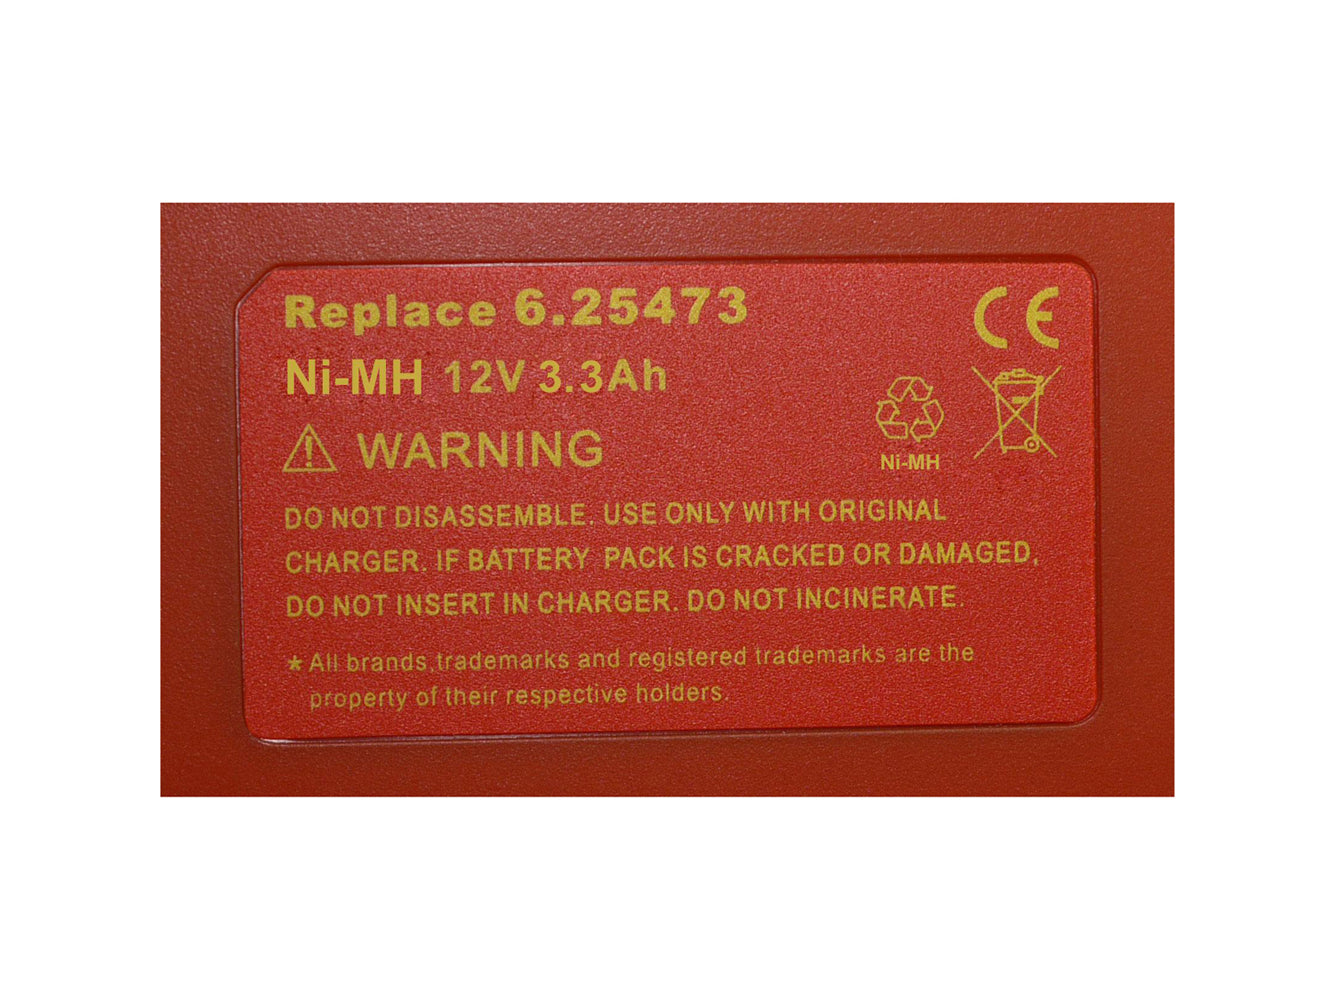 Replace 6.25473
CE
Ni-MH 12V 3.3Ah
WARNING
Ni-MH
DO NOT DISASSEMBLE. USE ONLY WITH ORIGINAL
CHARGER. IF BATTERY PACK IS CRACKED OR DAMAGED,
DO NOT INSERT IN CHARGER. DO NOT INCINERATE.
★ All brands,trademarks and registered trademarks are the
property of their respective holders.